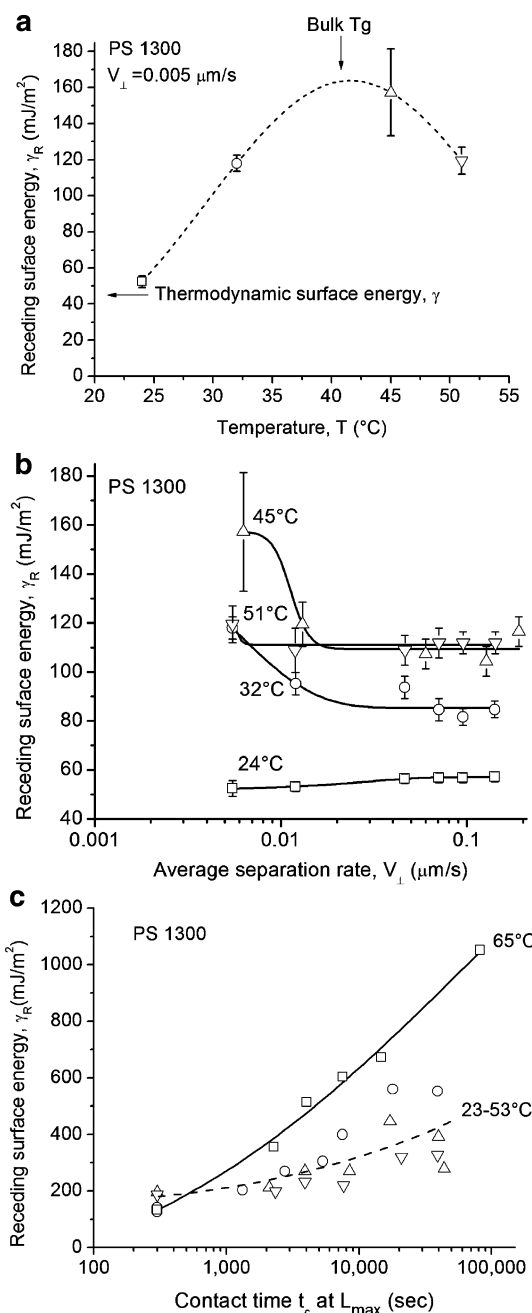 a
Bulk Tg
PS 1300
V⊥=0.005 μm/s
Receding suface energy, γR (mJ/m²)
180
160
140
120
100
80
60
40
20
0
Thermodynamic surface energy, γ
20 25 30 35 40 45 50 55
Temperature, T (°C)
b
PS 1300
Receding suface energy, γR (mJ/m²)
180
160
140
120
100
80
60
40
45°C
51°C
32°C
24°C
0.001 0.01 0.1
Average separation rate, V⊥ (μm/s)
c
PS 1300
Receding surface energy, γR(mJ/m²)
1200
1000
800
600
400
200
0
65°C
23-53°C
100 1,000 10,000 100,000
Contact time tc at Lmax (sec)